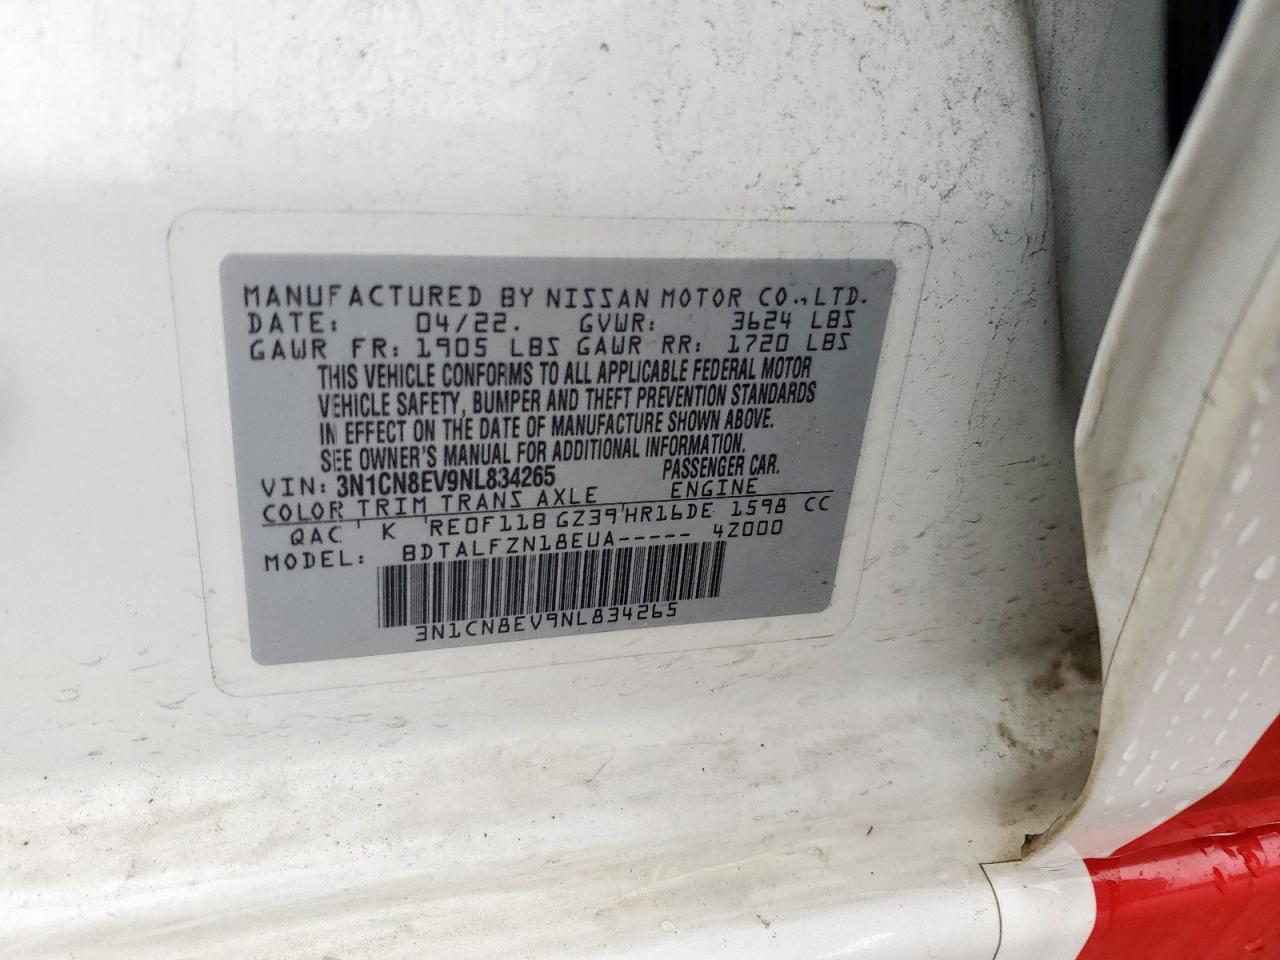 MANUFACTURED BY NISSAN MOTOR CO.,LTD.
DATE: 04/22. GVWR: 3624 LBS
GAWR FR: 1905 LBS GAWR RR: 1720 LBS
THIS VEHICLE CONFORMS TO ALL APPLICABLE FEDERAL MOTOR
VEHICLE SAFETY, BUMPER AND THEFT PREVENTION STANDARDS
IN EFFECT ON THE DATE OF MANUFACTURE SHOWN ABOVE.
SEE OWNER'S MANUAL FOR ADDITIONAL INFORMATION.
VIN: 3N1CN8EV9NL834265 PASSENGER CAR.
COLOR TRIM TRANS AXLE ENGINE
QAC K RE0F11B GZ39 HR16DE 1598 CC
MODEL: BDTALFZN18EUA----- 4Z000
3N1CN8EV9NL834265